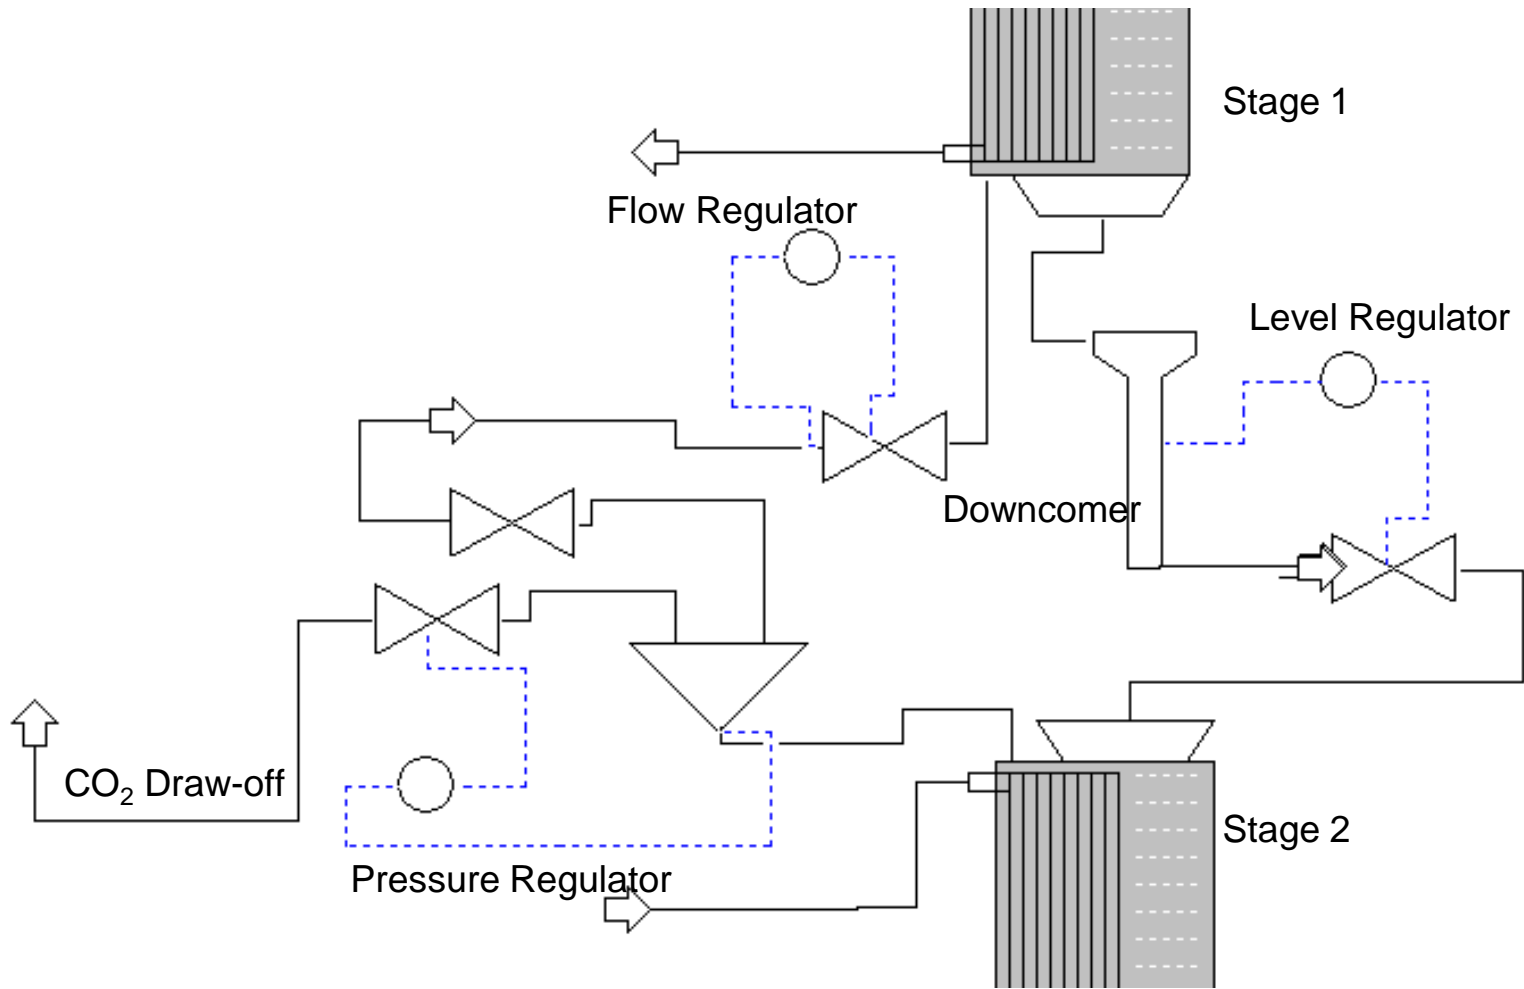 Stage 1
Flow Regulator
Level Regulator
Downcomer
CO₂ Draw-off
Stage 2
Pressure Regulator